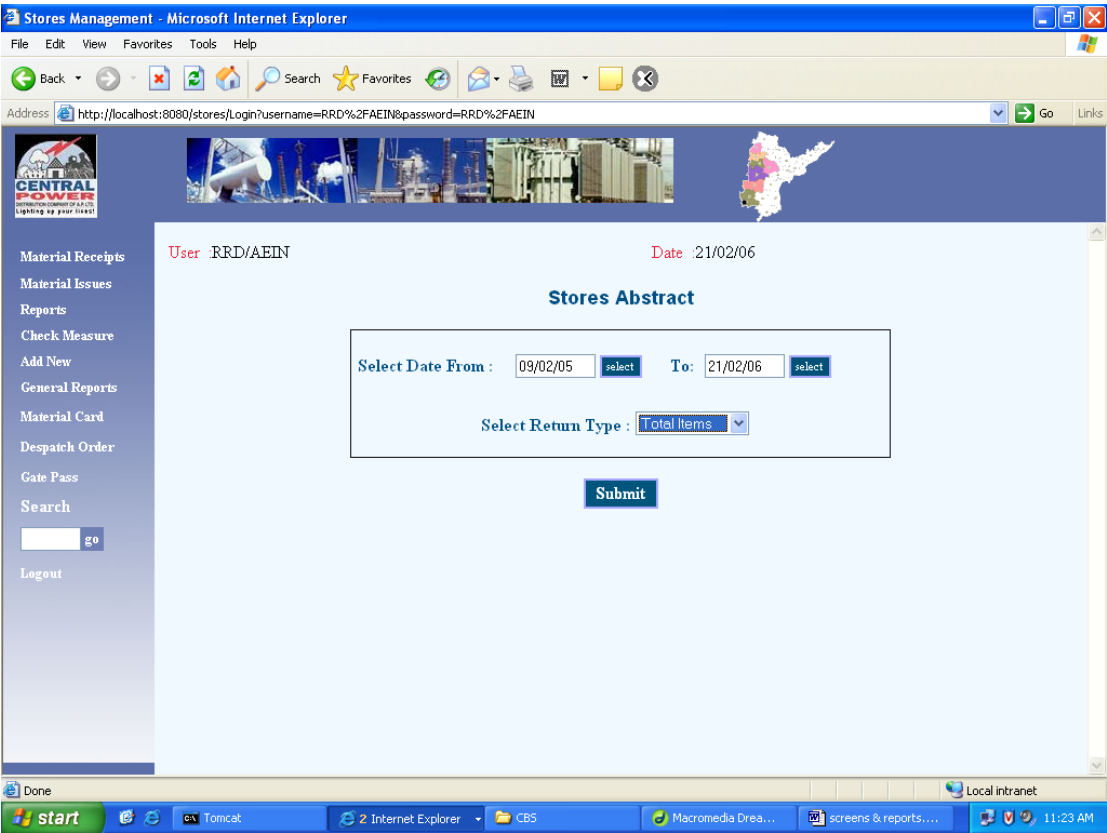 Stores Management - Microsoft Internet Explorer
File Edit View Favorites Tools Help
Back Search Favorites
Address http://localhost:8080/stores/Login?username=RRD%2FAEIN&password=RRD%2FAEIN Go Links
CENTRAL
POWER
DISTRIBUTION COMPANY OF A.P. LTD.
Lighting up your lives!
User :RRD/AEIN Date :21/02/06
Stores Abstract
Select Date From : 09/02/05 select To: 21/02/06 select
Select Return Type : Total Items
Submit
Material Receipts
Material Issues
Reports
Check Measure
Add New
General Reports
Material Card
Despatch Order
Gate Pass
Search
go
Logout
Done Local intranet
start Tomcat 2 Internet Explorer CBS Macromedia Drea... screens & reports.... 11:23 AM